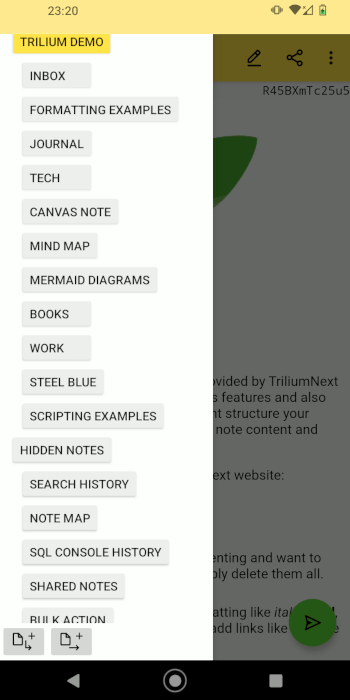 23:20
TRILIUM DEMO
INBOX
FORMATTING EXAMPLES
JOURNAL
TECH
CANVAS NOTE
MIND MAP
MERMAID DIAGRAMS
BOOKS
WORK
STEEL BLUE
SCRIPTING EXAMPLES
HIDDEN NOTES
SEARCH HISTORY
NOTE MAP
SQL CONSOLE HISTORY
SHARED NOTES
BULK ACTION
R45BXmTc25u5
ovided by TriliumNext
s features and also
nt structure your
note content and
ext website:
enting and want to
ply delete them all.
atting like ital
add links like